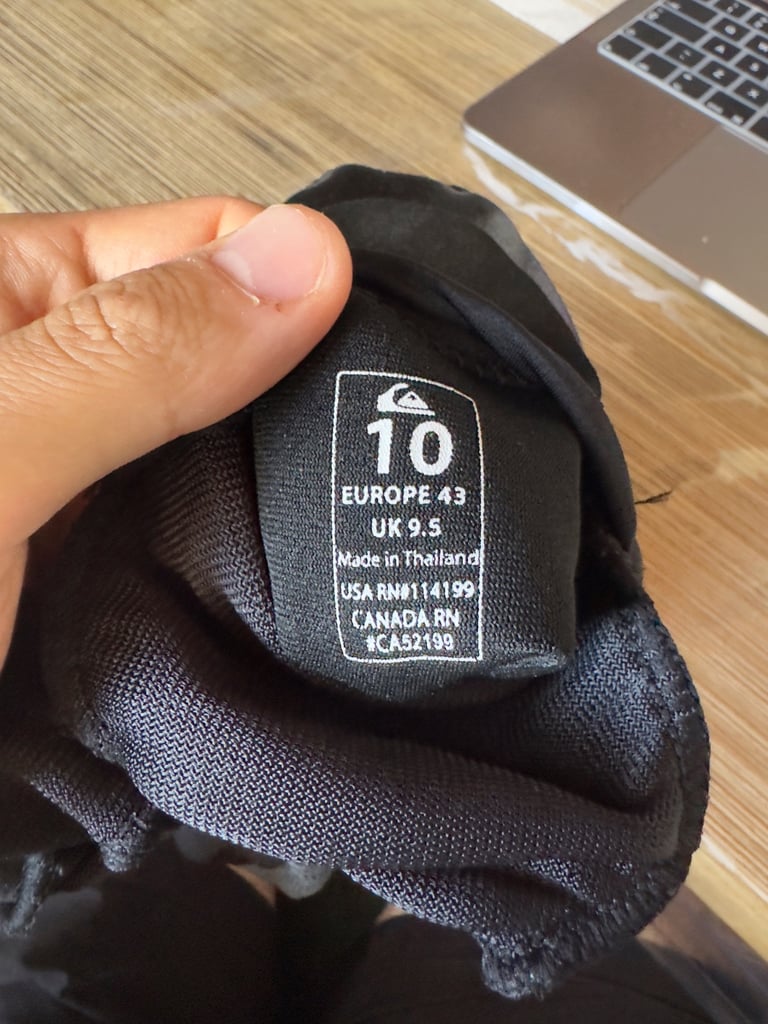 10
EUROPE 43
UK 9.5
Made in Thailand
USA RN#114199
CANADA RN
#CA52199